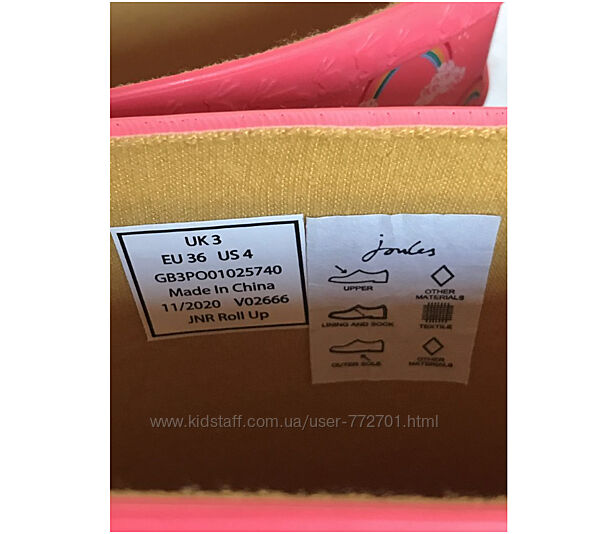 UK 3
EU 36 US 4
GB3PO01025740
Made In China
11/2020 V02666
JNR Roll Up
joules
UPPER
OTHER MATERIALS
LINING AND SOCK
TEXTILE
OUTER SOLE
OTHER MATERIALS
www.kidstaff.com.ua/user-772701.html